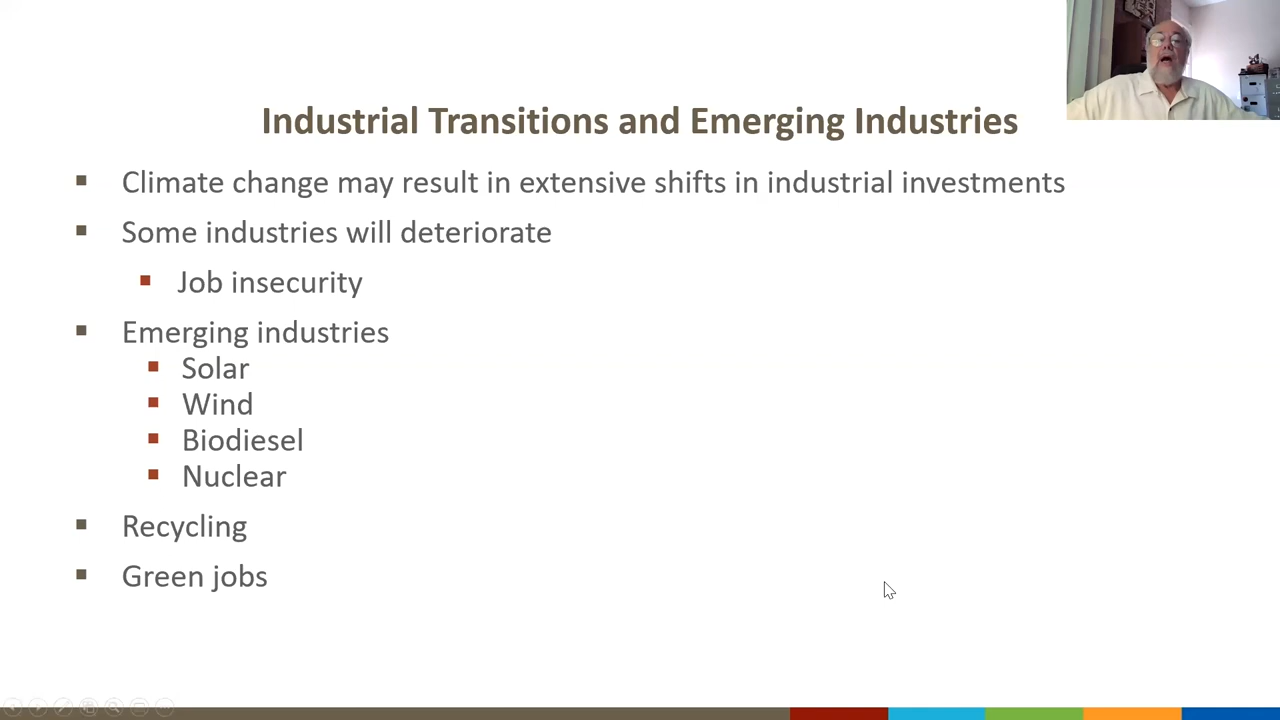 Industrial Transitions and Emerging Industries
Climate change may result in extensive shifts in industrial investments
Some industries will deteriorate
Job insecurity
Emerging industries
Solar
Wind
Biodiesel
Nuclear
Recycling
Green jobs